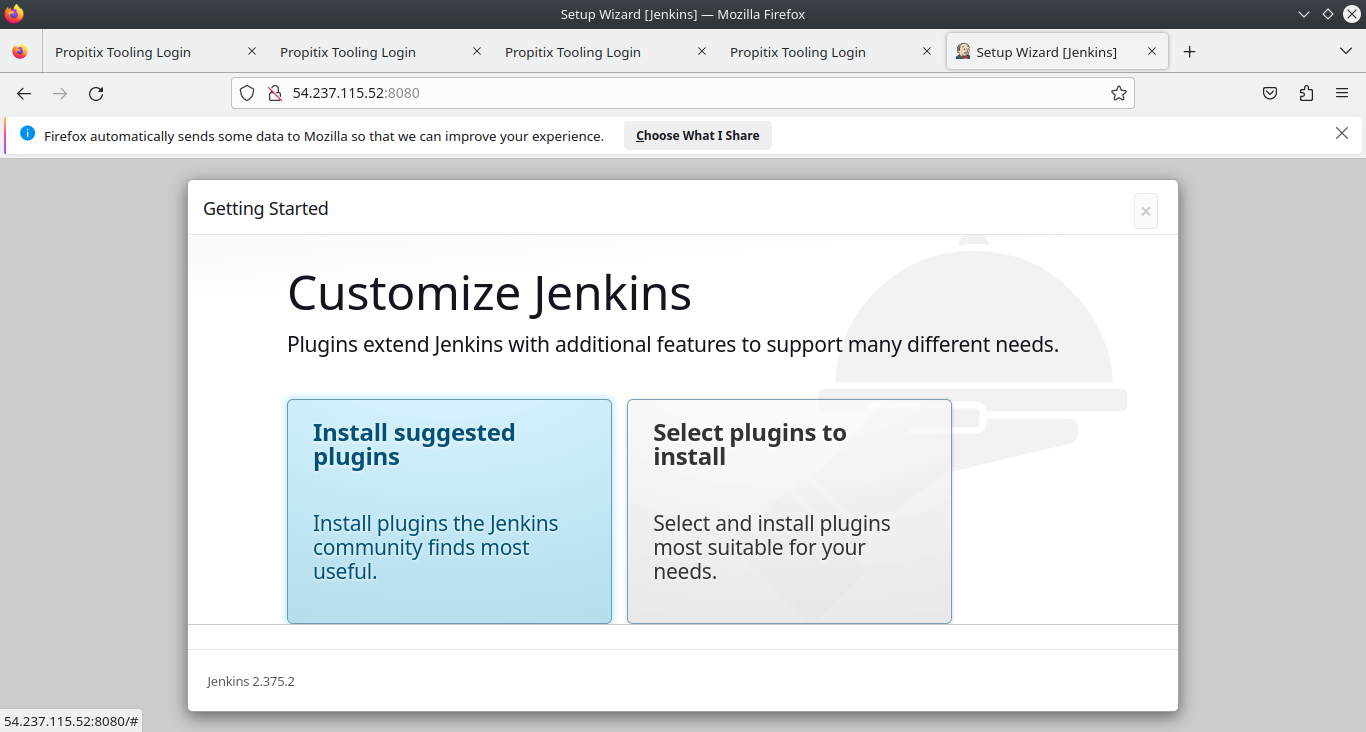 Setup Wizard [Jenkins] — Mozilla Firefox
Propitix Tooling Login
Propitix Tooling Login
Propitix Tooling Login
Propitix Tooling Login
Setup Wizard [Jenkins]
54.237.115.52:8080
Firefox automatically sends some data to Mozilla so that we can improve your experience.
Choose What I Share
Getting Started
Customize Jenkins
Plugins extend Jenkins with additional features to support many different needs.
Install suggested
plugins
Install plugins the Jenkins
community finds most
useful.
Select plugins to
install
Select and install plugins
most suitable for your
needs.
Jenkins 2.375.2
54.237.115.52:8080/#